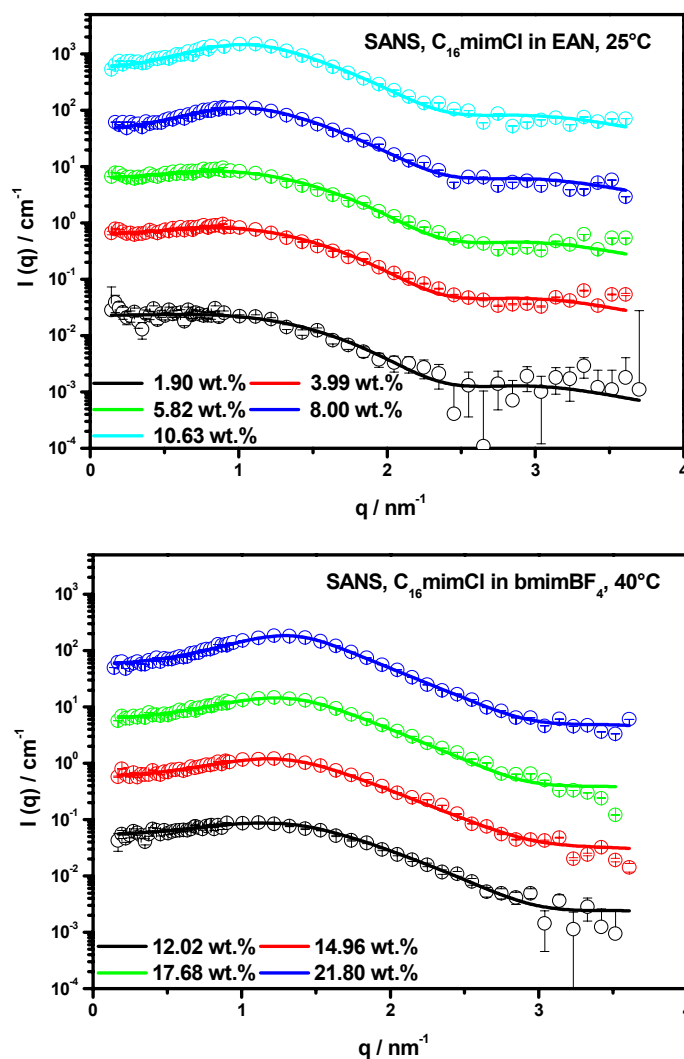 SANS, C₁₆mimCl in EAN, 25°C
10³
10²
10¹
10⁰
10⁻¹
10⁻²
10⁻³
10⁻⁴
I (q) / cm⁻¹
1.90 wt.% 3.99 wt.%
5.82 wt.% 8.00 wt.%
10.63 wt.%
0 1 2 3 4
q / nm⁻¹
SANS, C₁₆mimCl in bmimBF₄, 40°C
10³
10²
10¹
10⁰
10⁻¹
10⁻²
10⁻³
10⁻⁴
I (q) / cm⁻¹
12.02 wt.% 14.96 wt.%
17.68 wt.% 21.80 wt.%
0 1 2 3 4
q / nm⁻¹